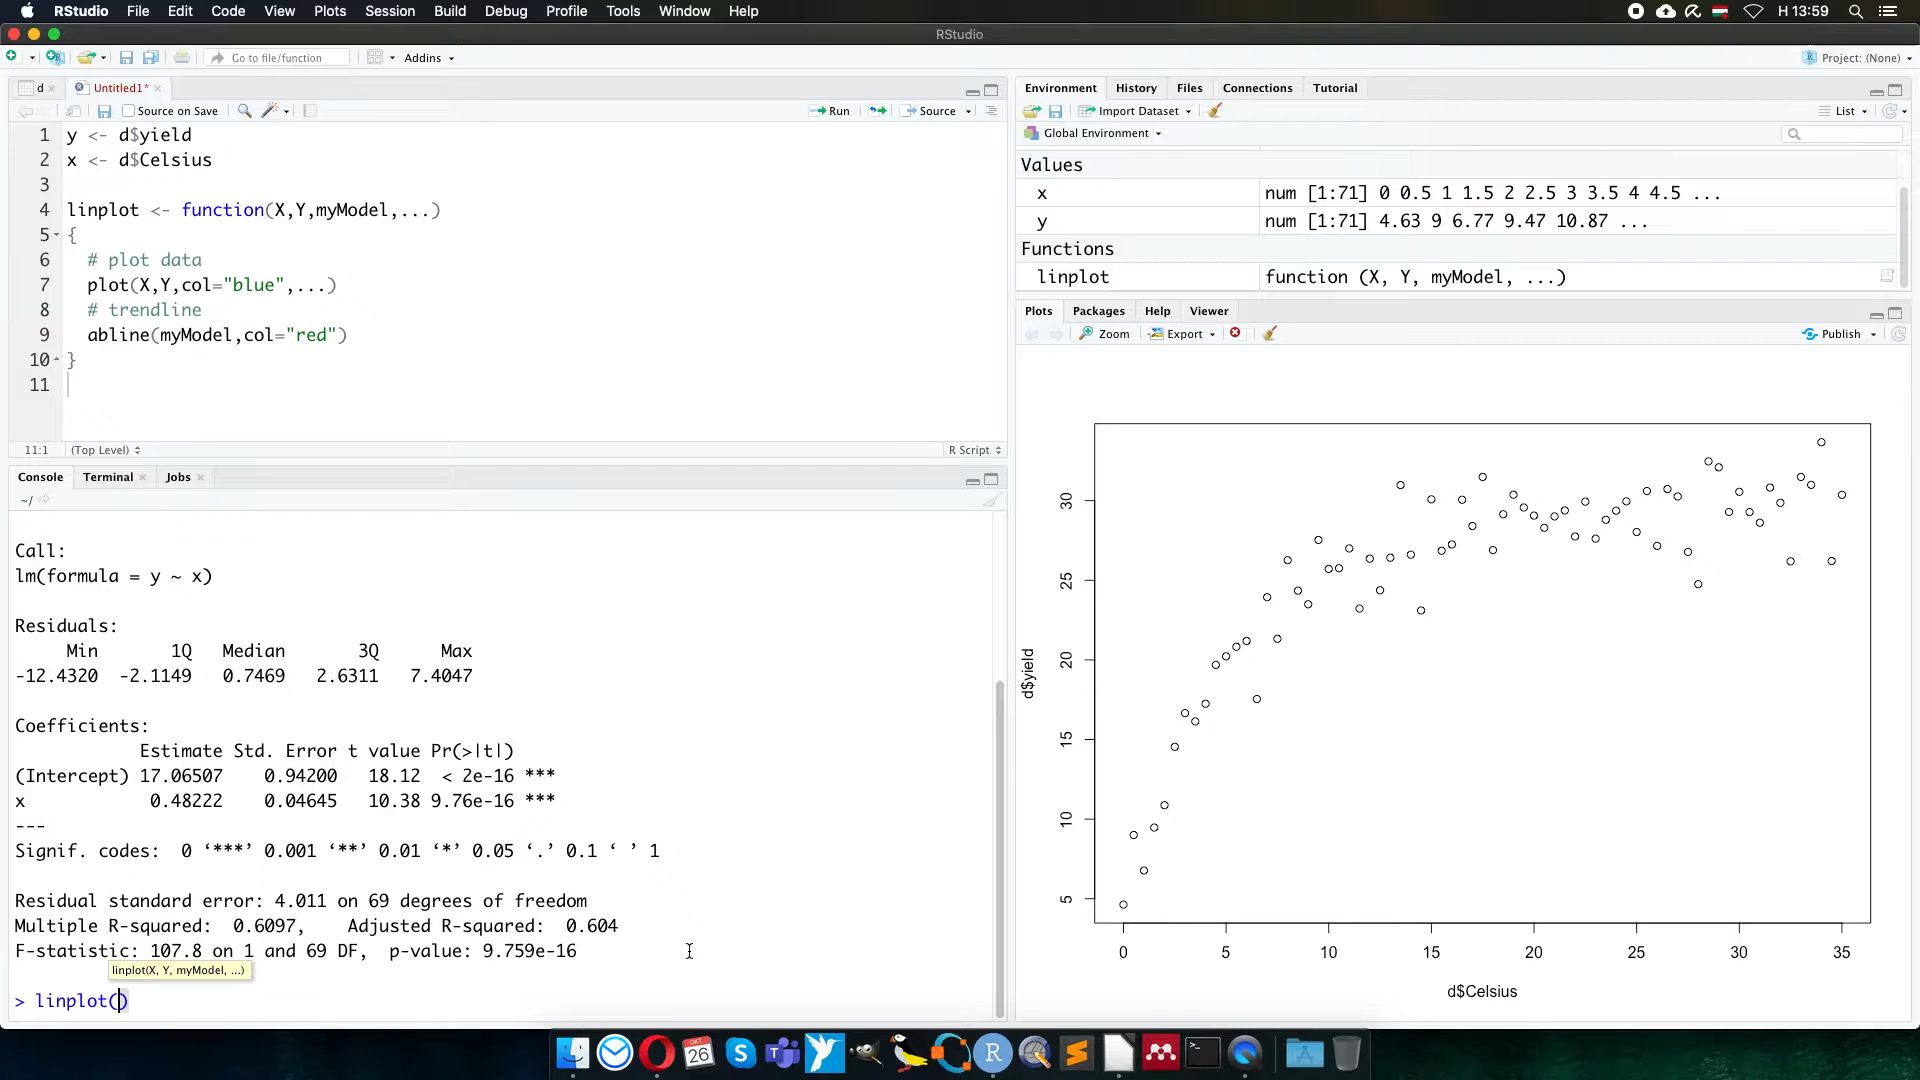 RStudio File Edit Code View Plots Session Build Debug Profile Tools Window Help H 13:59
RStudio
Go to file/function Addins Project: (None)
d Untitled1*
Source on Save Run Source
1 y <- d$yield
2 x <- d$Celsius
3
4 linplot <- function(X,Y,myModel,...)
5 {
6 # plot data
7 plot(X,Y,col="blue",...)
8 # trendline
9 abline(myModel,col="red")
10 }
11
11:1 (Top Level) R Script
Console Terminal Jobs
~/
Call:
lm(formula = y ~ x)
Residuals:
Min 1Q Median 3Q Max
-12.4320 -2.1149 0.7469 2.6311 7.4047
Coefficients:
Estimate Std. Error t value Pr(>|t|)
(Intercept) 17.06507 0.94200 18.12 < 2e-16 ***
x 0.48222 0.04645 10.38 9.76e-16 ***
---
Signif. codes: 0 ‘***’ 0.001 ‘**’ 0.01 ‘*’ 0.05 ‘.’ 0.1 ‘ ’ 1
Residual standard error: 4.011 on 69 degrees of freedom
Multiple R-squared: 0.6097, Adjusted R-squared: 0.604
F-statistic: 107.8 on 1 and 69 DF, p-value: 9.759e-16
linplot(X, Y, myModel, ...)
> linplot()
Environment History Files Connections Tutorial
Import Dataset List
Global Environment
Values
x num [1:71] 0 0.5 1 1.5 2 2.5 3 3.5 4 4.5 ...
y num [1:71] 4.63 9 6.77 9.47 10.87 ...
Functions
linplot function (X, Y, myModel, ...)
Plots Packages Help Viewer
Zoom Export Publish
30
25
20
15
10
5
d$yield
0 5 10 15 20 25 30 35
d$Celsius
OKT.
26